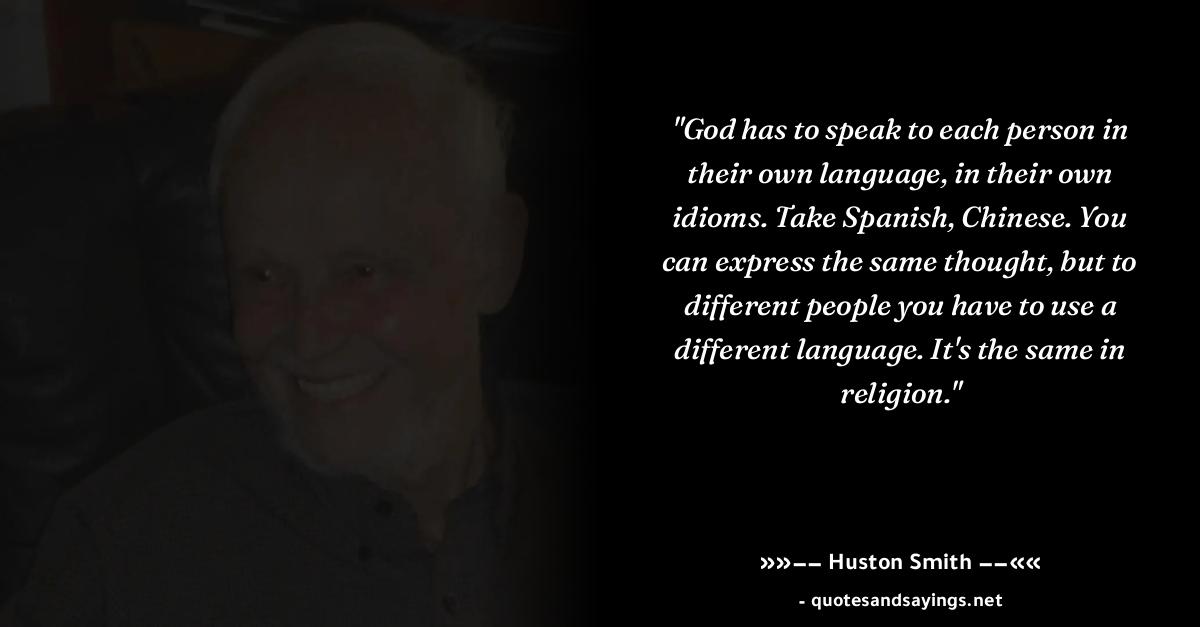 "God has to speak to each person in
their own language, in their own
idioms. Take Spanish, Chinese. You
can express the same thought, but to
different people you have to use a
different language. It's the same in
religion."
»»−− Huston Smith −−««
- quotesandsayings.net